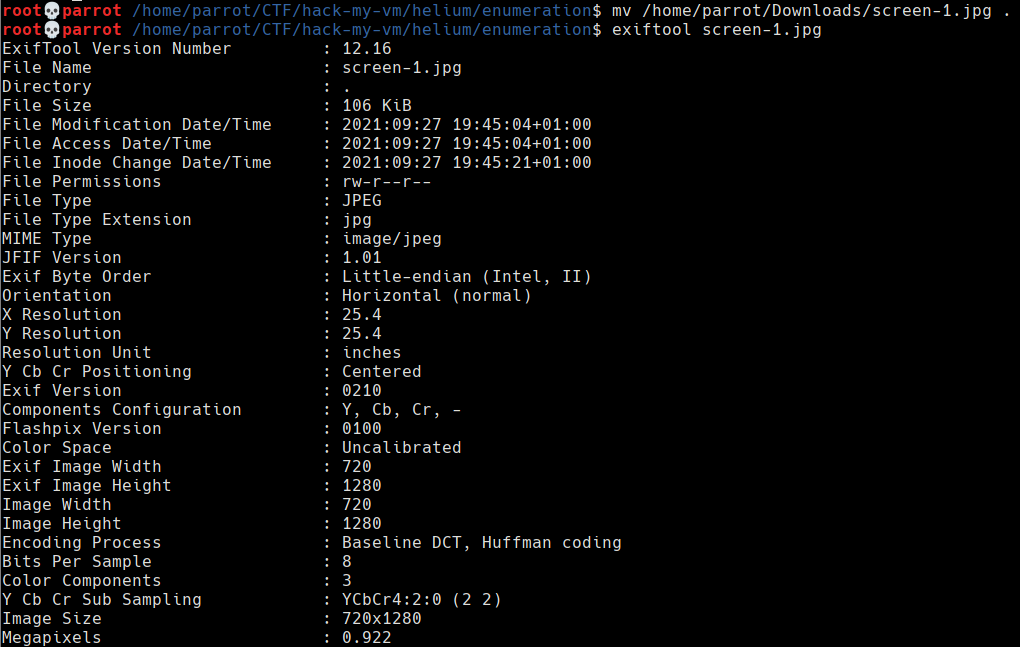 root💀parrot /home/parrot/CTF/hack-my-vm/helium/enumeration$ mv /home/parrot/Downloads/screen-1.jpg .
root💀parrot /home/parrot/CTF/hack-my-vm/helium/enumeration$ exiftool screen-1.jpg
ExifTool Version Number         : 12.16
File Name                       : screen-1.jpg
Directory                       : .
File Size                       : 106 KiB
File Modification Date/Time     : 2021:09:27 19:45:04+01:00
File Access Date/Time           : 2021:09:27 19:45:04+01:00
File Inode Change Date/Time     : 2021:09:27 19:45:21+01:00
File Permissions                : rw-r--r--
File Type                       : JPEG
File Type Extension             : jpg
MIME Type                       : image/jpeg
JFIF Version                    : 1.01
Exif Byte Order                 : Little-endian (Intel, II)
Orientation                     : Horizontal (normal)
X Resolution                    : 25.4
Y Resolution                    : 25.4
Resolution Unit                 : inches
Y Cb Cr Positioning             : Centered
Exif Version                    : 0210
Components Configuration        : Y, Cb, Cr, -
Flashpix Version                : 0100
Color Space                     : Uncalibrated
Exif Image Width                : 720
Exif Image Height               : 1280
Image Width                     : 720
Image Height                    : 1280
Encoding Process                : Baseline DCT, Huffman coding
Bits Per Sample                 : 8
Color Components                : 3
Y Cb Cr Sub Sampling            : YCbCr4:2:0 (2 2)
Image Size                      : 720x1280
Megapixels                      : 0.922